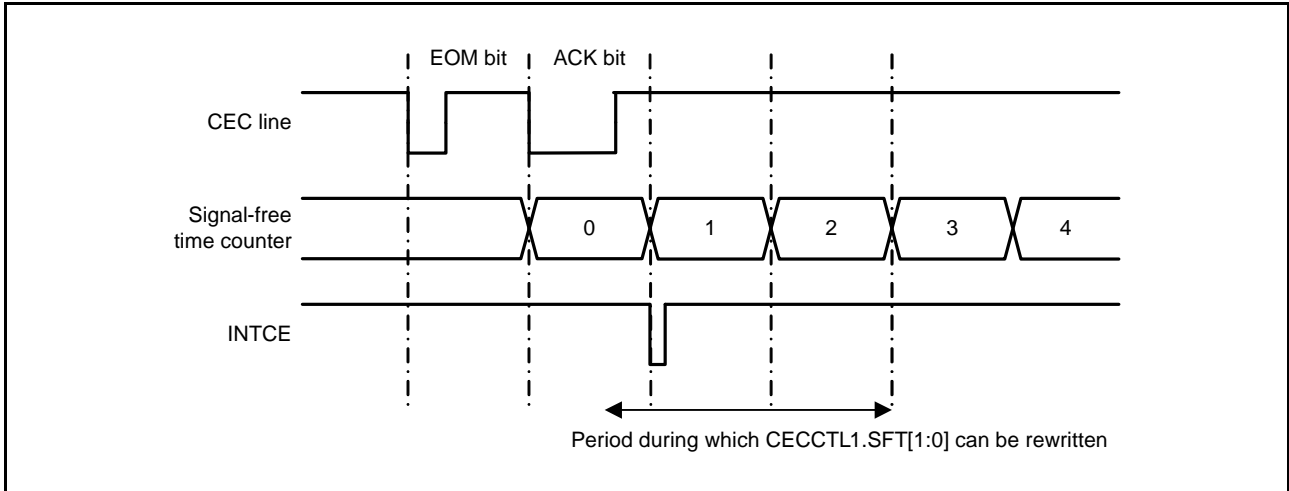 EOM bit ACK bit
CEC line
Signal-free
time counter
0 1 2 3 4
INTCE
Period during which CECCTL1.SFT[1:0] can be rewritten